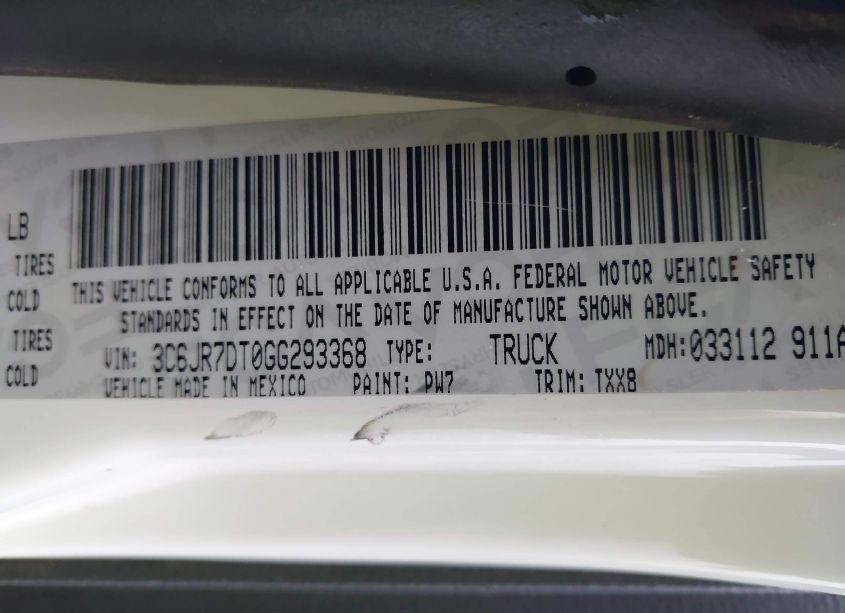 LB
TIRES
COLD
TIRES
COLD
THIS VEHICLE CONFORMS TO ALL APPLICABLE U.S.A. FEDERAL MOTOR VEHICLE SAFETY
STANDARDS IN EFFECT ON THE DATE OF MANUFACTURE SHOWN ABOVE.
VIN: 3C6JR7DT0GG293368 TYPE: TRUCK MDH:033112 911A
VEHICLE MADE IN MEXICO PAINT: PW7 TRIM: TXX8